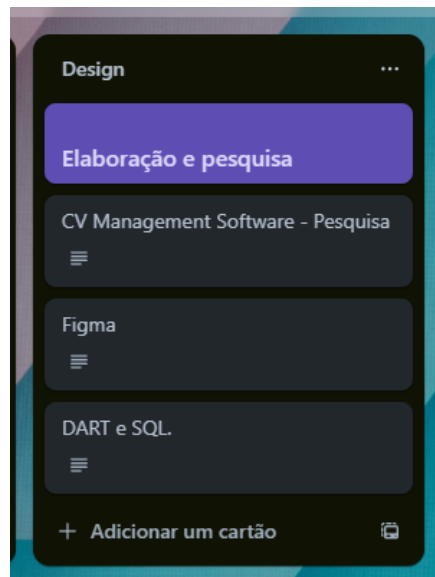 Design
Elaboração e pesquisa
CV Management Software - Pesquisa
Figma
DART e SQL.
Adicionar um cartão